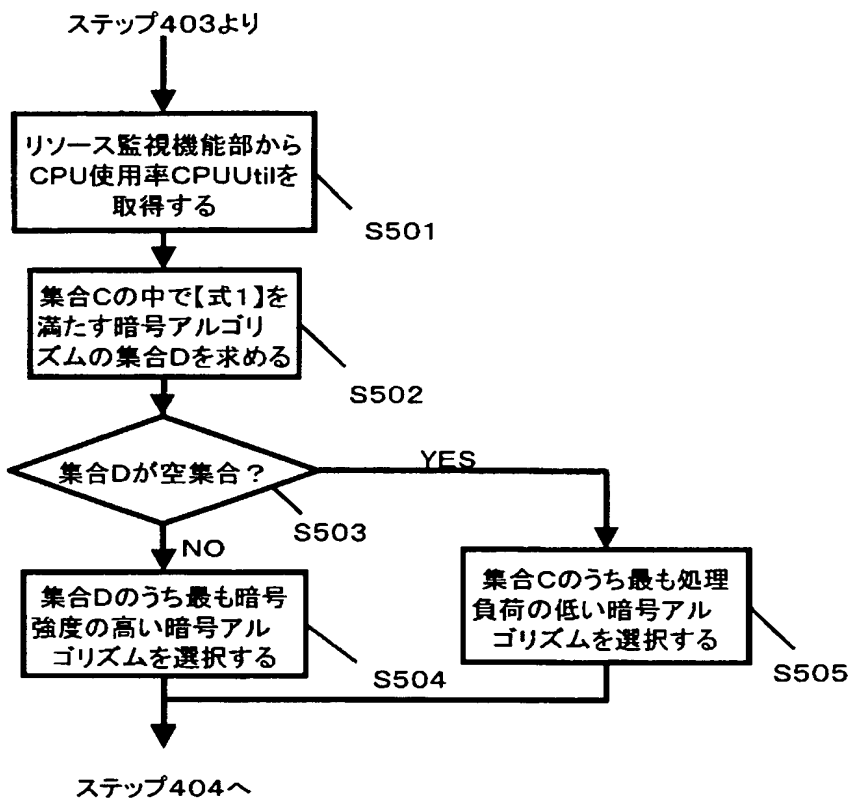 ステップ403より
リソース監視機能部から
CPU使用率CPUUtilを
取得する
S501
集合Cの中で【式1】を
満たす暗号アルゴリ
ズムの集合Dを求める
S502
集合Dが空集合?
YES
S503
NO
集合Dのうち最も暗号
強度の高い暗号アル
ゴリズムを選択する
S504
集合Cのうち最も処理
負荷の低い暗号アル
ゴリズムを選択する
S505
ステップ404へ